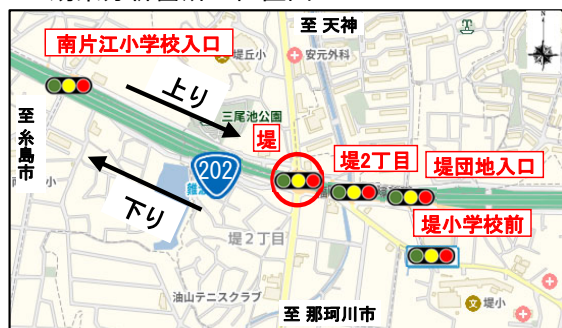 至 天神
南片江小学校入口
堤丘小
安元外科
上り
三尾池公園
堤
堤2丁目
堤団地入口
至 糸島市
202
下り
堤小学校前
堤2丁目
油山テニスクラブ
至 那珂川市
堤小